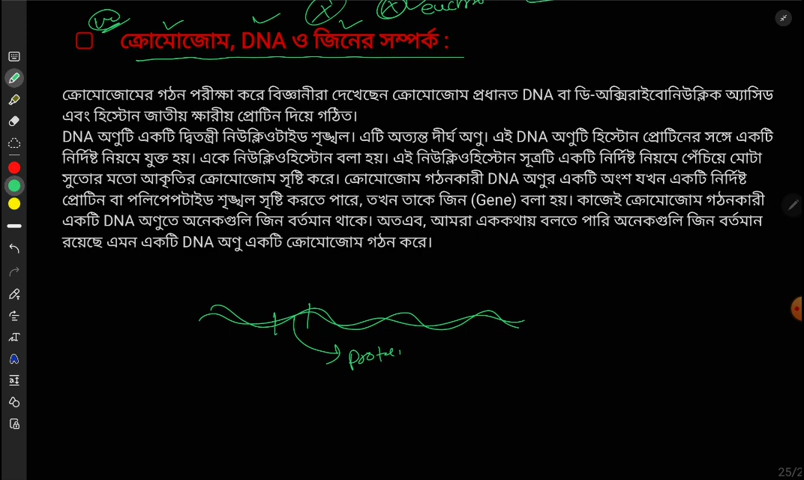 euchro
ক্রোমোজোম, DNA ও জিনের সম্পর্ক :
ক্রোমোজোমের গঠন পরীক্ষা করে বিজ্ঞানীরা দেখেছেন ক্রোমোজোম প্রধানত DNA বা ডি-অক্সিরাইবোনিউক্লিক অ্যাসিড
এবং হিস্টোন জাতীয় ক্ষারীয় প্রোটিন দিয়ে গঠিত।
DNA অণুটি একটি দ্বিতন্ত্রী নিউক্লিওটাইড শৃঙ্খল। এটি অত্যন্ত দীর্ঘ অণু। এই DNA অণুটি হিস্টোন প্রোটিনের সঙ্গে একটি
নির্দিষ্ট নিয়মে যুক্ত হয়। একে নিউক্লিওহিস্টোন বলা হয়। এই নিউক্লিওহিস্টোন সূত্রটি একটি নির্দিষ্ট নিয়মে পেঁচিয়ে মোটা
সুতোর মতো আকৃতির ক্রোমোজোম সৃষ্টি করে। ক্রোমোজোম গঠনকারী DNA অণুর একটি অংশ যখন একটি নির্দিষ্ট
প্রোটিন বা পলিপেপটাইড শৃঙ্খল সৃষ্টি করতে পারে, তখন তাকে জিন (Gene) বলা হয়। কাজেই ক্রোমোজোম গঠনকারী
একটি DNA অণুতে অনেকগুলি জিন বর্তমান থাকে। অতএব, আমরা এককথায় বলতে পারি অনেকগুলি জিন বর্তমান
রয়েছে এমন একটি DNA অণু একটি ক্রোমোজোম গঠন করে।
Protei
25/2